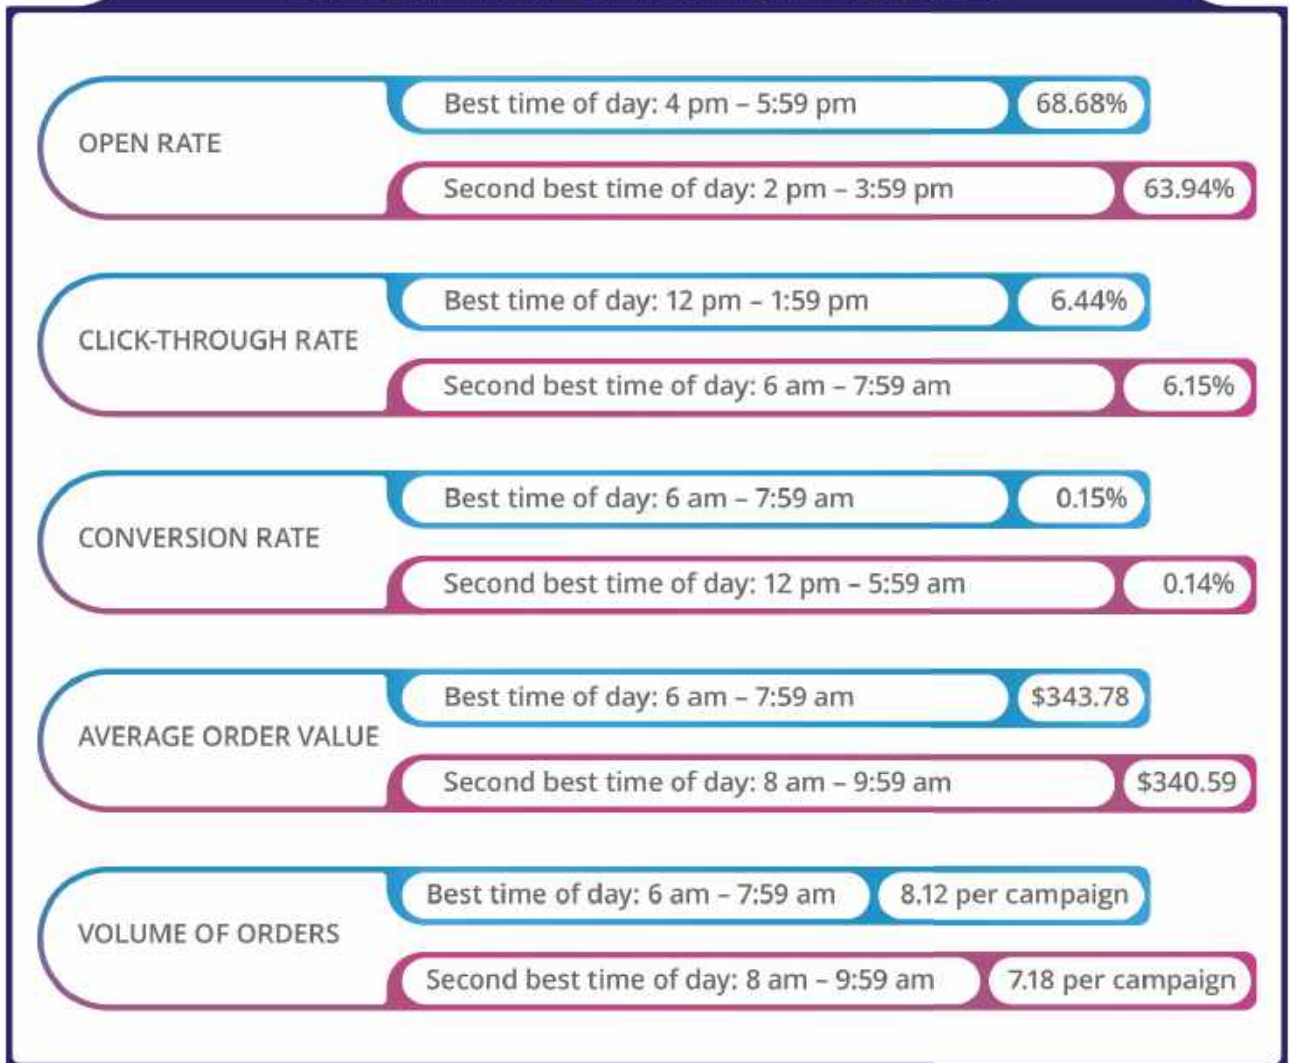 OPEN RATE
Best time of day: 4 pm – 5:59 pm
68.68%
Second best time of day: 2 pm – 3:59 pm
63.94%
CLICK-THROUGH RATE
Best time of day: 12 pm – 1:59 pm
6.44%
Second best time of day: 6 am – 7:59 am
6.15%
CONVERSION RATE
Best time of day: 6 am – 7:59 am
0.15%
Second best time of day: 12 pm – 5:59 am
0.14%
AVERAGE ORDER VALUE
Best time of day: 6 am – 7:59 am
$343.78
Second best time of day: 8 am – 9:59 am
$340.59
VOLUME OF ORDERS
Best time of day: 6 am – 7:59 am
8.12 per campaign
Second best time of day: 8 am – 9:59 am
7.18 per campaign